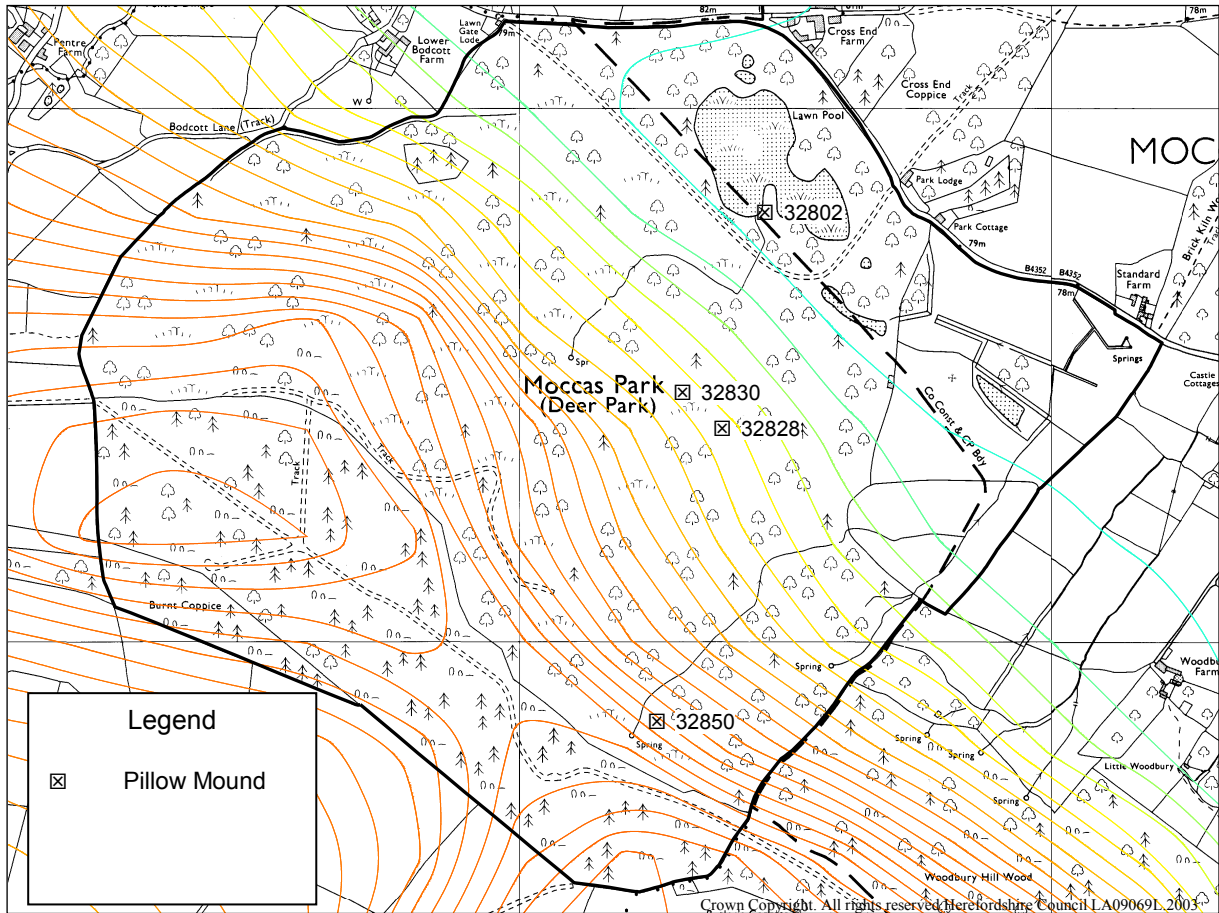 82m
81m
78m
Lawn
Gate
Lode
79m
Pentre
Farm
Lower
Bodcott
Farm
Cross End
Farm
W
Cross End
Coppice
Track
Bodcott Lane (Track)
Lawn Pool
MOC
Park Lodge
32802
Park Cottage
79m
Brick Kiln
B4352
B4352
78m
Standard
Farm
Spr
Springs
Castle
Cottages
Moccas Park
(Deer Park)
32830
32828
Co Const & CP Bdy
Track
Track
Burnt Coppice
Spring
Woodbu
Farm
Legend
32850
Spring
Spring
Spring
Little Woodbury
Pillow Mound
Spring
Woodbury Hill Wood
Crown Copyright. All rights reserved Herefordshire Council LA09069L 2003